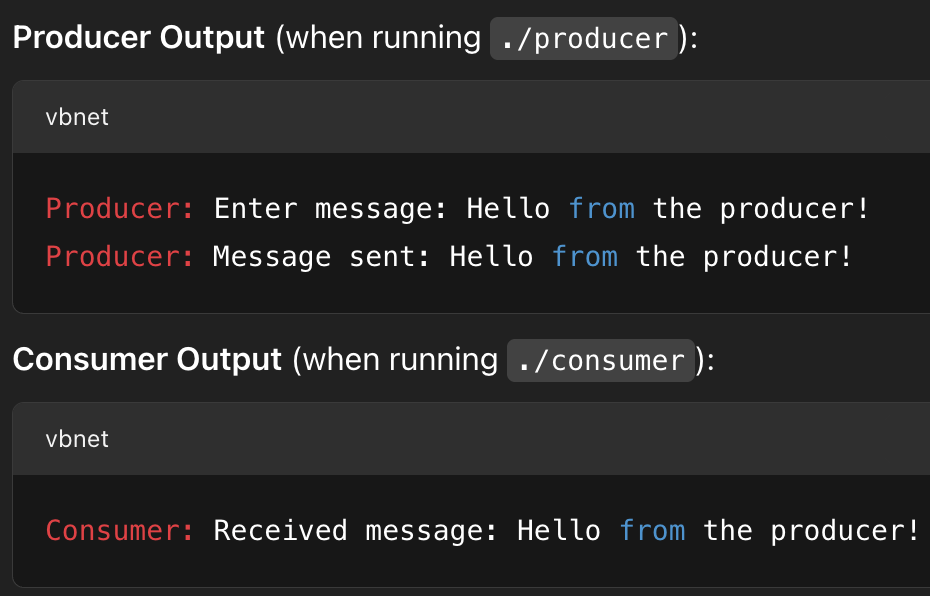 Producer Output (when running ./producer):
vbnet
Producer: Enter message: Hello from the producer!
Producer: Message sent: Hello from the producer!
Consumer Output (when running ./consumer):
vbnet
Consumer: Received message: Hello from the producer!